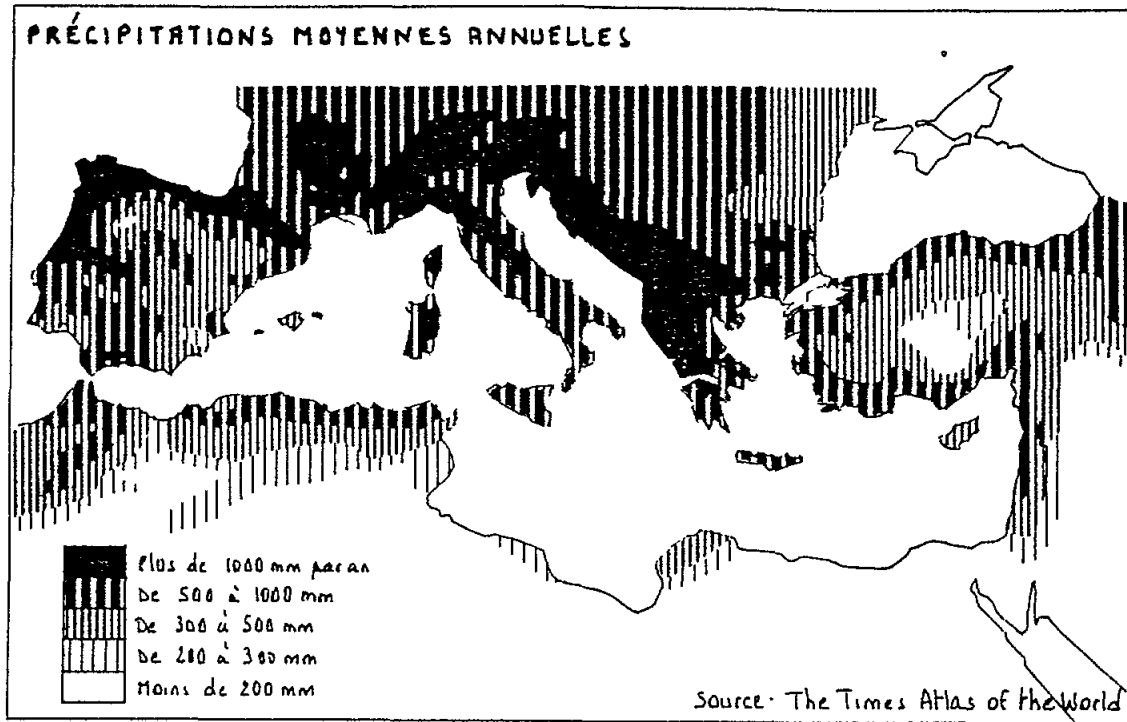 PRÉCIPITATIONS MOYENNES ANNUELLES
Plus de 1000 mm par an
De 500 à 1000 mm
De 300 à 500 mm
De 200 à 300 mm
Moins de 200 mm
Source · The Times Atlas of the World